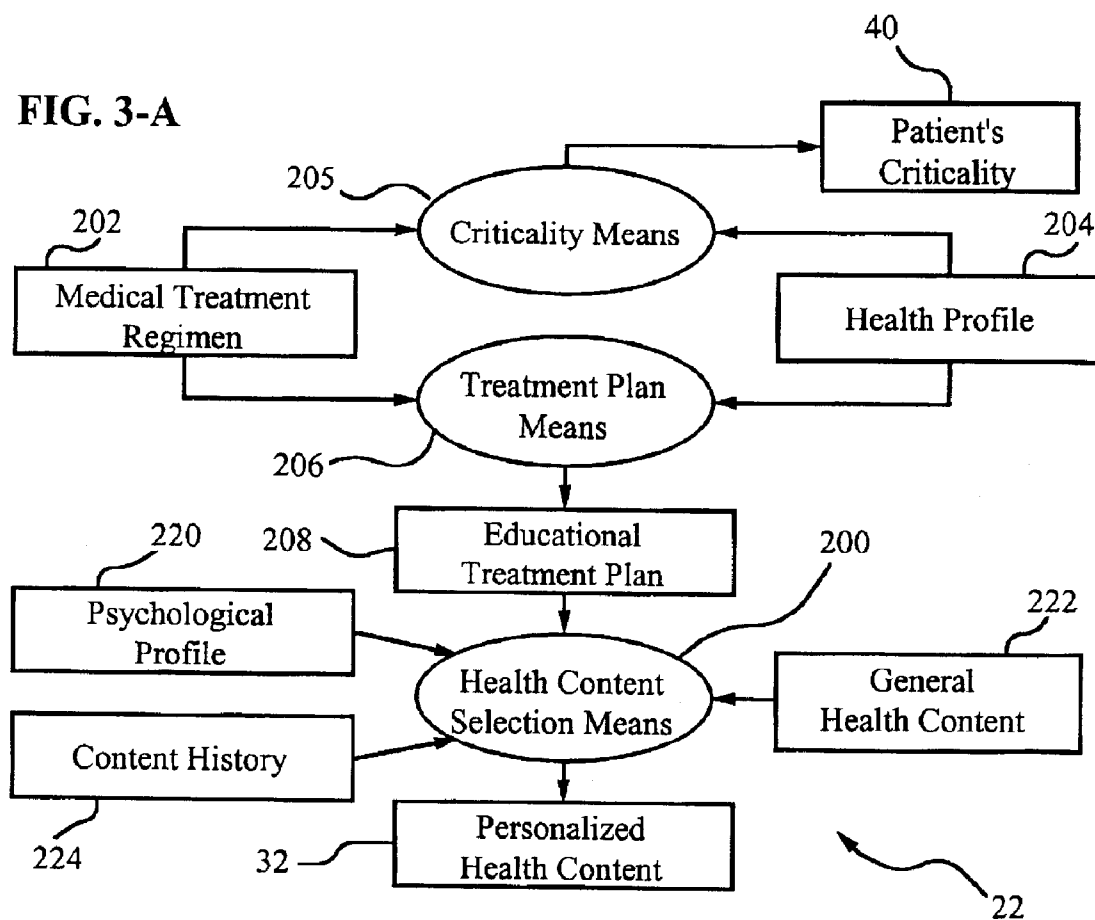 40
FIG. 3-A
Patient's
Criticality
205
Criticality Means
202
204
Medical Treatment
Regimen
Health Profile
Treatment Plan
Means
206
220
208
Educational
Treatment Plan
200
222
Psychological
Profile
Health Content
Selection Means
General
Health Content
Content History
224
32
Personalized
Health Content
22